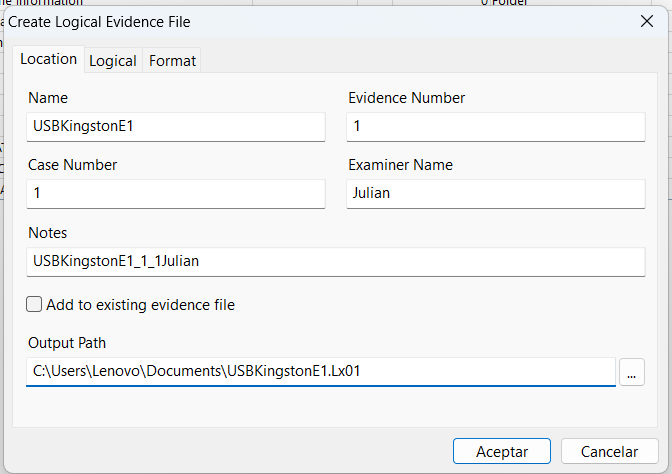 0 Folder
Create Logical Evidence File
Location Logical Format
Name Evidence Number
USBKingstonE1 1
Case Number Examiner Name
1 Julian
Notes
USBKingstonE1_1_1Julian
Add to existing evidence file
Output Path
C:\Users\Lenovo\Documents\USBKingstonE1.Lx01
...
Aceptar Cancelar